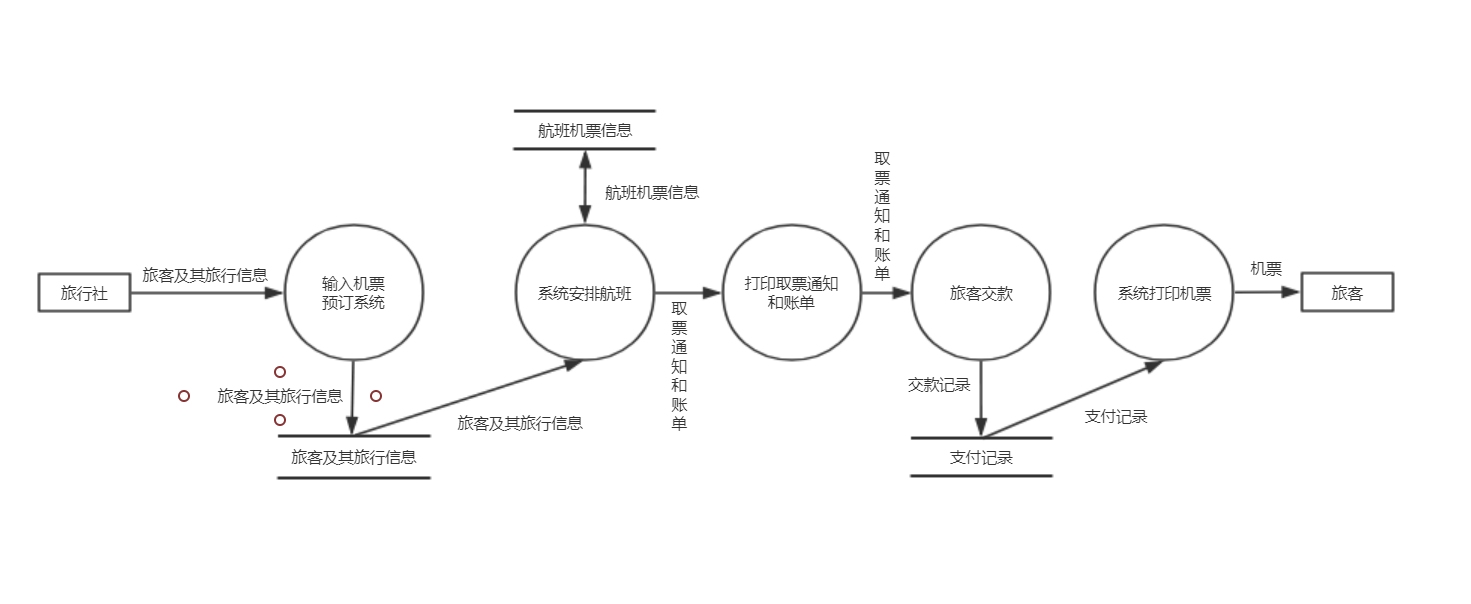 航班机票信息
航班机票信息
取票通知和账单
旅行社
旅客及其旅行信息
输入机票
预订系统
系统安排航班
取票通知和账单
打印取票通知
和账单
旅客交款
系统打印机票
机票
旅客
旅客及其旅行信息
旅客及其旅行信息
旅客及其旅行信息
交款记录
支付记录
支付记录